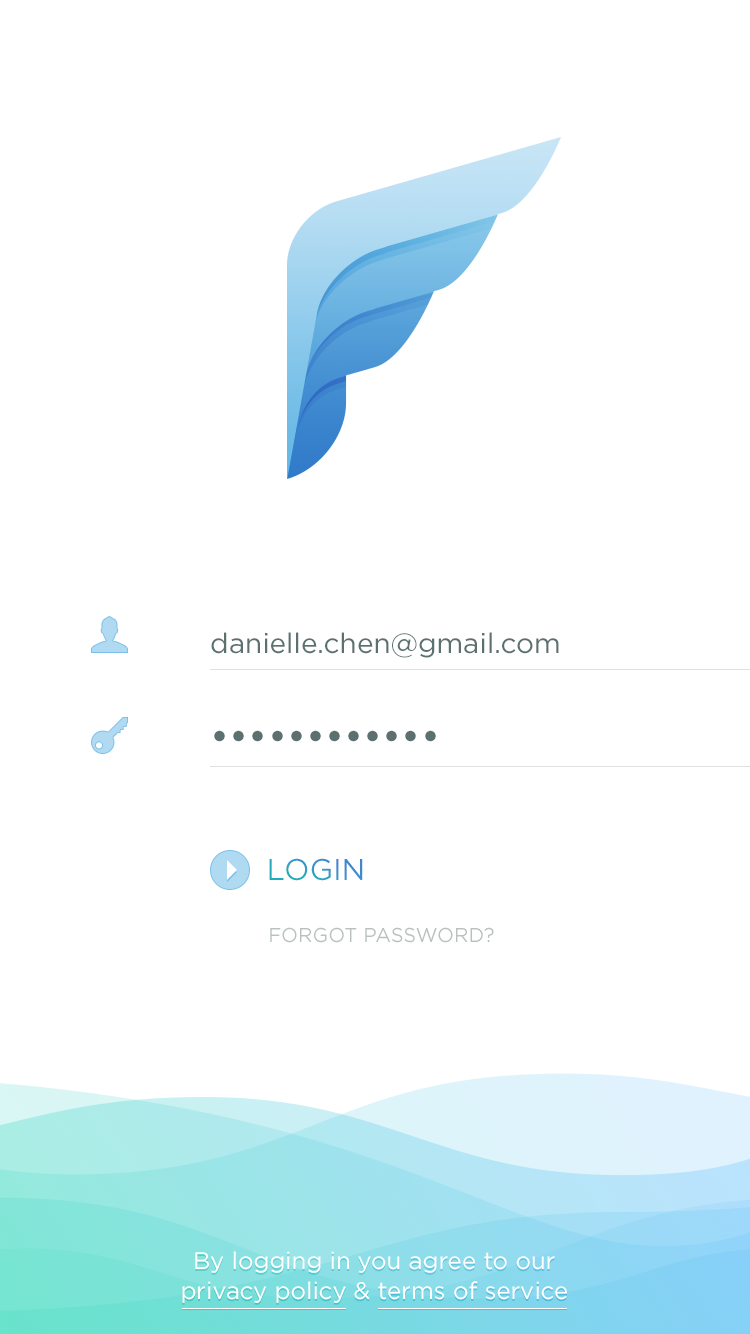 danielle.chen@gmail.com
••••••••••••
LOGIN
FORGOT PASSWORD?
By logging in you agree to our
privacy policy & terms of service